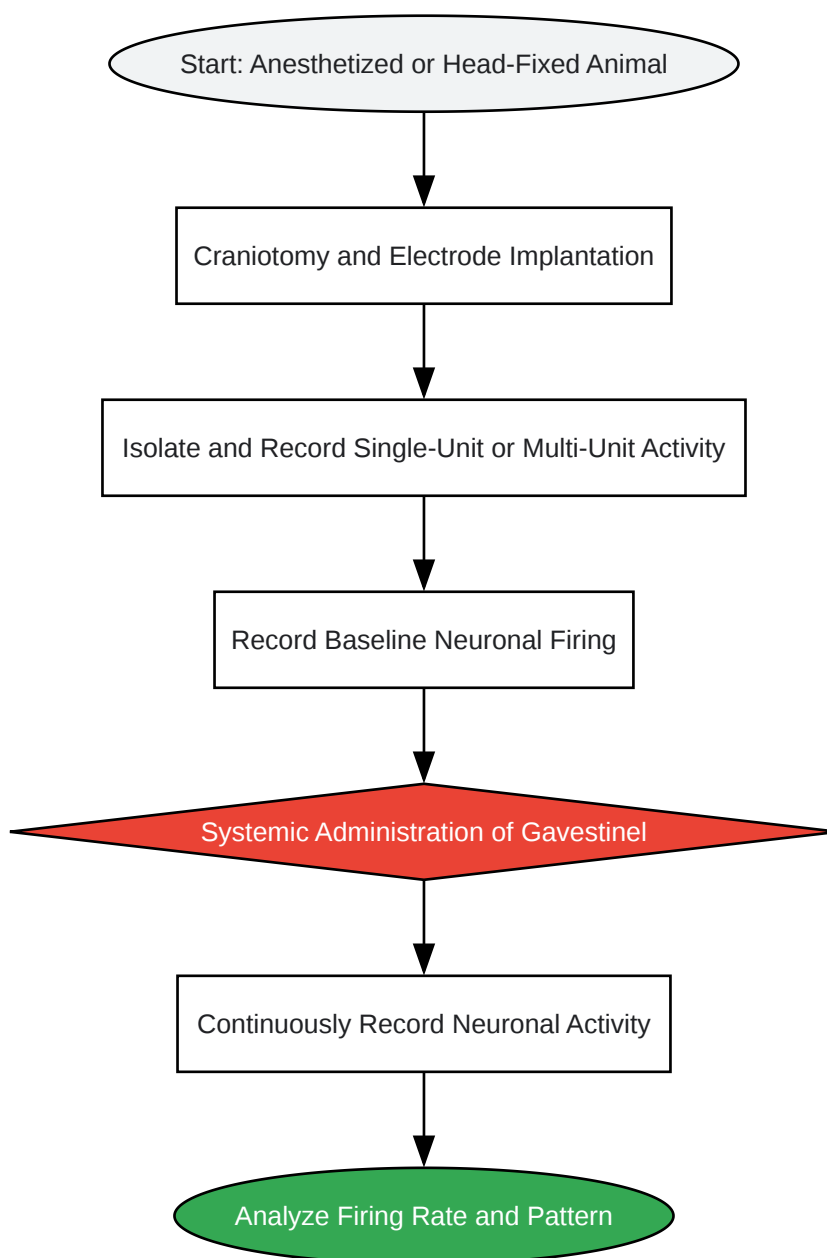 Start: Anesthetized or Head-Fixed Animal
Craniotomy and Electrode Implantation
Isolate and Record Single-Unit or Multi-Unit Activity
Record Baseline Neuronal Firing
Systemic Administration of Gavestinel
Continuously Record Neuronal Activity
Analyze Firing Rate and Pattern